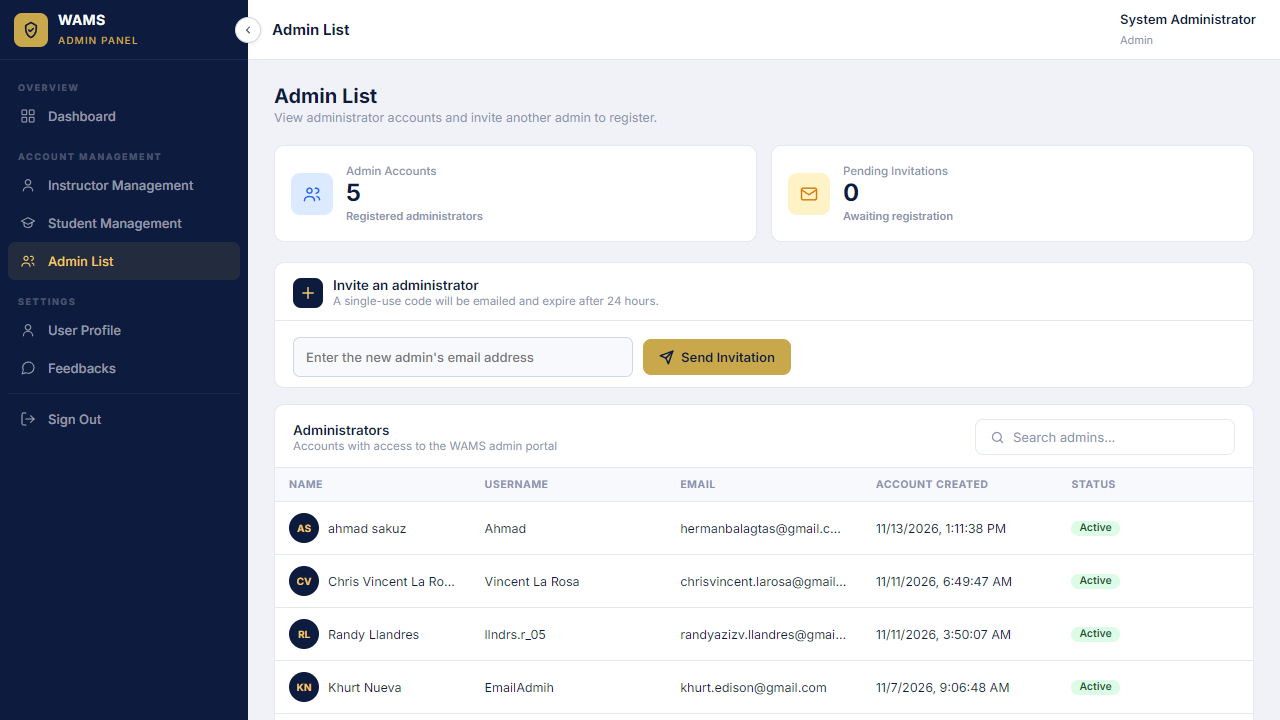 WAMS
ADMIN PANEL
OVERVIEW
Dashboard
ACCOUNT MANAGEMENT
Instructor Management
Student Management
Admin List
SETTINGS
User Profile
Feedbacks
Sign Out
Admin List
System Administrator
Admin
Admin List
View administrator accounts and invite another admin to register.
Admin Accounts
5
Registered administrators
Pending Invitations
0
Awaiting registration
Invite an administrator
A single-use code will be emailed and expire after 24 hours.
Enter the new admin's email address
Send Invitation
Administrators
Accounts with access to the WAMS admin portal
Search admins...
NAME USERNAME EMAIL ACCOUNT CREATED STATUS
AS ahmad sakuz Ahmad hermanbalagtas@gmail.c... 11/13/2026, 1:11:38 PM Active
CV Chris Vincent La Ro... Vincent La Rosa chrisvincent.larosa@gmail... 11/11/2026, 6:49:47 AM Active
RL Randy Llandres llndrs.r_05 randyazizv.llandres@gmai... 11/11/2026, 3:50:07 AM Active
KN Khurt Nueva EmailAdmih khurt.edison@gmail.com 11/7/2026, 9:06:48 AM Active